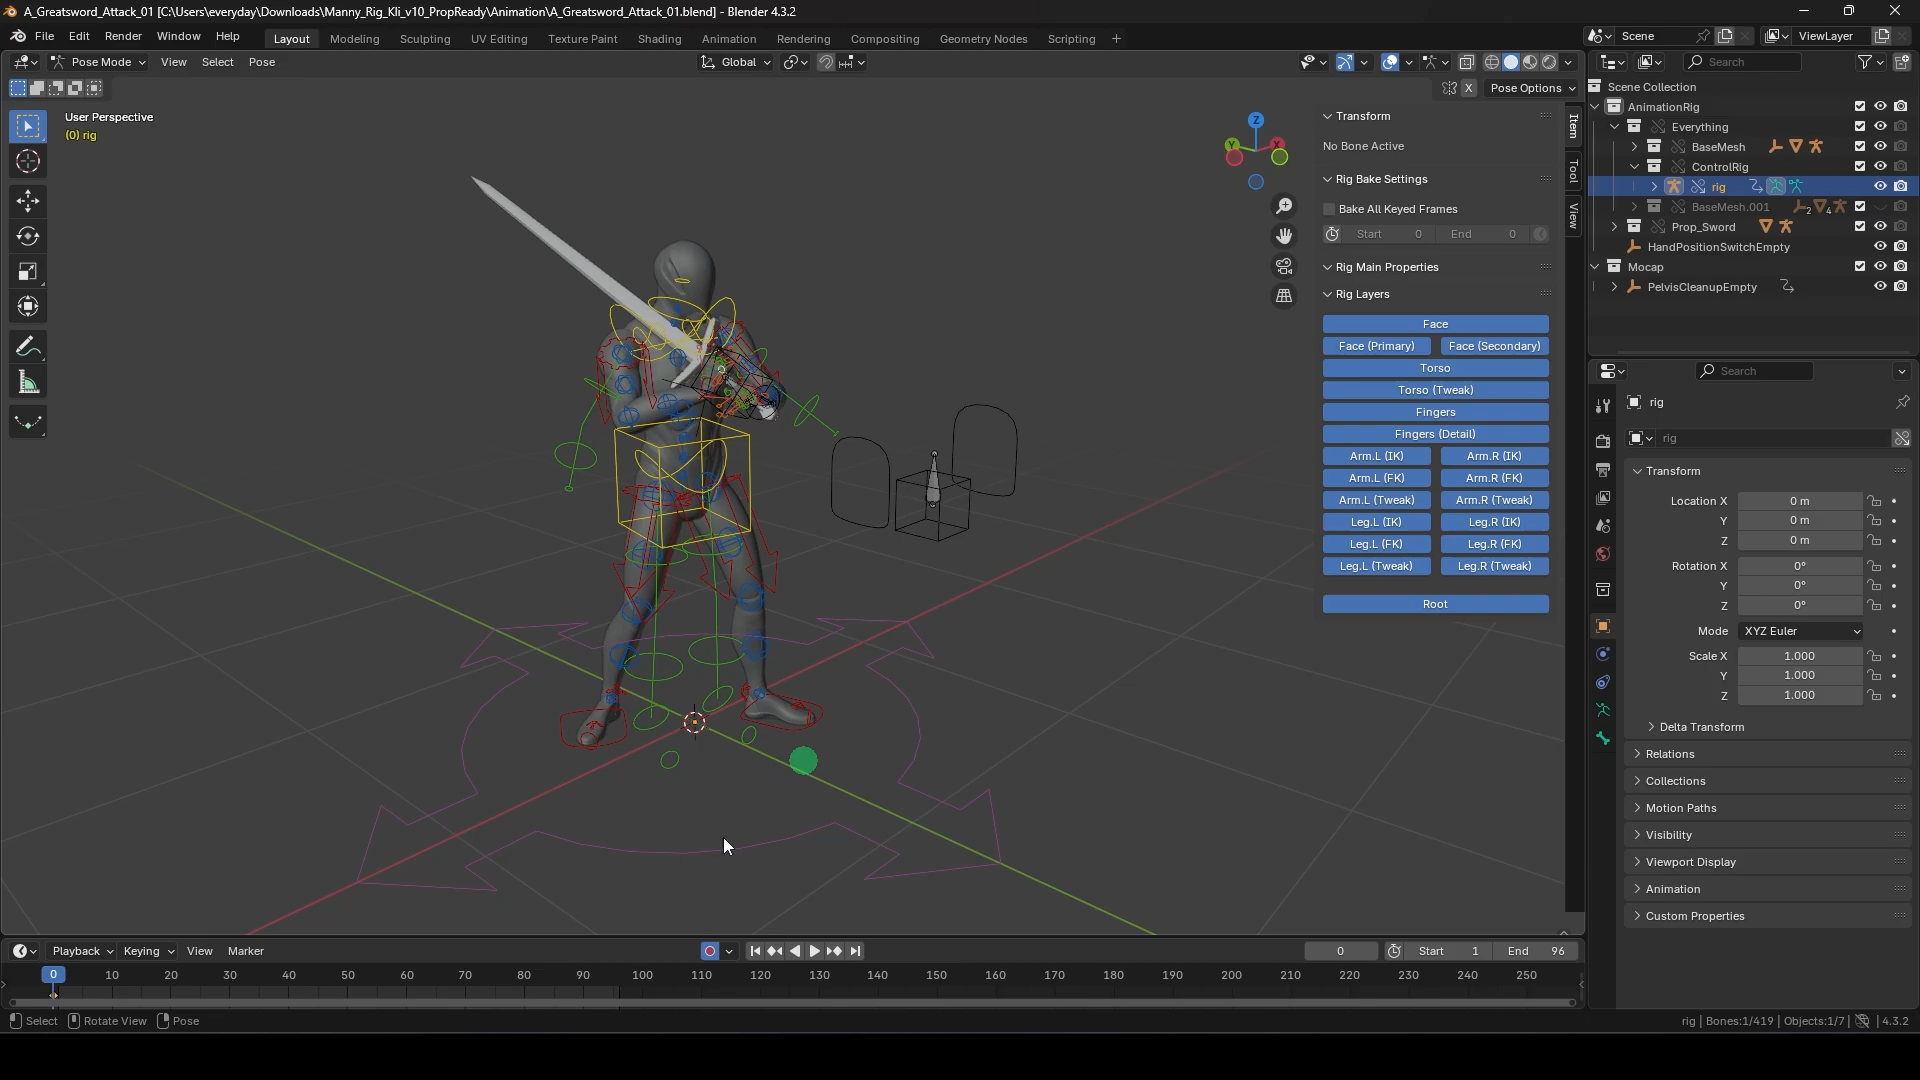 A_Greatsword_Attack_01 [C:\Users\everyday\Downloads\Manny_Rig_Kli_v10_PropReady\Animation\A_Greatsword_Attack_01.blend] - Blender 4.3.2
File Edit Render Window Help Layout Modeling Sculpting UV Editing Texture Paint Shading Animation Rendering Compositing Geometry Nodes Scripting + Scene ViewLayer
Pose Mode View Select Pose Global Search
X Pose Options
User Perspective
(0) rig
Z
Y
X
Transform
No Bone Active
Rig Bake Settings
Bake All Keyed Frames
Start 0 End 0
Rig Main Properties
Rig Layers
Face
Face (Primary) Face (Secondary)
Torso
Torso (Tweak)
Fingers
Fingers (Detail)
Arm.L (IK) Arm.R (IK)
Arm.L (FK) Arm.R (FK)
Arm.L (Tweak) Arm.R (Tweak)
Leg.L (IK) Leg.R (IK)
Leg.L (FK) Leg.R (FK)
Leg.L (Tweak) Leg.R (Tweak)
Root
Item
Tool
View
Scene Collection
AnimationRig
Everything
BaseMesh
ControlRig
rig
BaseMesh.001 2 4
Prop_Sword
HandPositionSwitchEmpty
Mocap
PelvisCleanupEmpty
Search
rig
rig
Transform
Location X 0 m
Y 0 m
Z 0 m
Rotation X 0°
Y 0°
Z 0°
Mode XYZ Euler
Scale X 1.000
Y 1.000
Z 1.000
Delta Transform
Relations
Collections
Motion Paths
Visibility
Viewport Display
Animation
Custom Properties
Playback Keying View Marker 0 Start 1 End 96
0 10 20 30 40 50 60 70 80 90 100 110 120 130 140 150 160 170 180 190 200 210 220 230 240 250
Select Rotate View Pose rig | Bones:1/419 | Objects:1/7 | 4.3.2